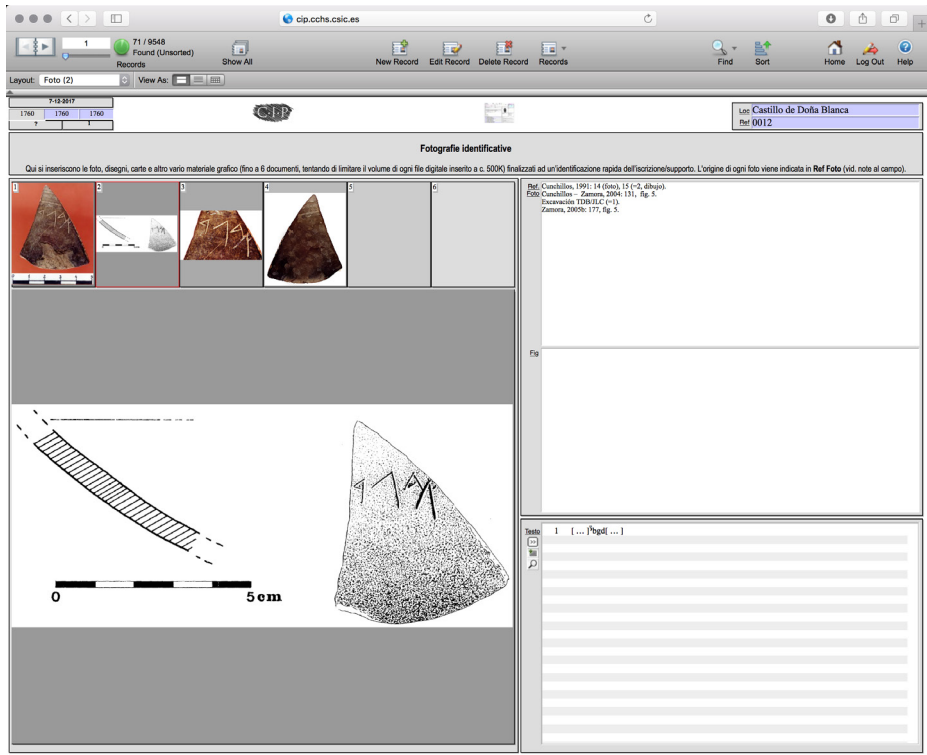 cip.cchs.csic.es
1
71 / 9548
Found (Unsorted)
Records
Show All
New Record
Edit Record
Delete Record
Records
Find
Sort
Home
Log Out
Help
Layout: Foto (2)
View As:
7-12-2017
1760 1760 1760
? 1
C·I·P
Loc Castillo de Doña Blanca
Ref 0012
Fotografie identificative
Qui si inseriscono le foto, disegni, carte e altro vario materiale grafico (fino a 6 documenti, tentando di limitare il volume di ogni file digitale inserito a c. 500K) finalizzati ad un'identificazione rapida dell'iscrizione/supporto. L'origine di ogni foto viene indicata in Ref Foto (vid. note al campo).
1 2 3 4 5 6
Ref. Foto
Cunchillos, 1991: 14 (foto), 15 (=2, dibujo).
Cunchillos – Zamora, 2004: 131, fig. 5.
Excavación TDB/JLC (=1).
Zamora, 2005b: 177, fig. 5.
Fig
0 5 cm
Testo
1 [ ... ]ʿbgd[ ... ]